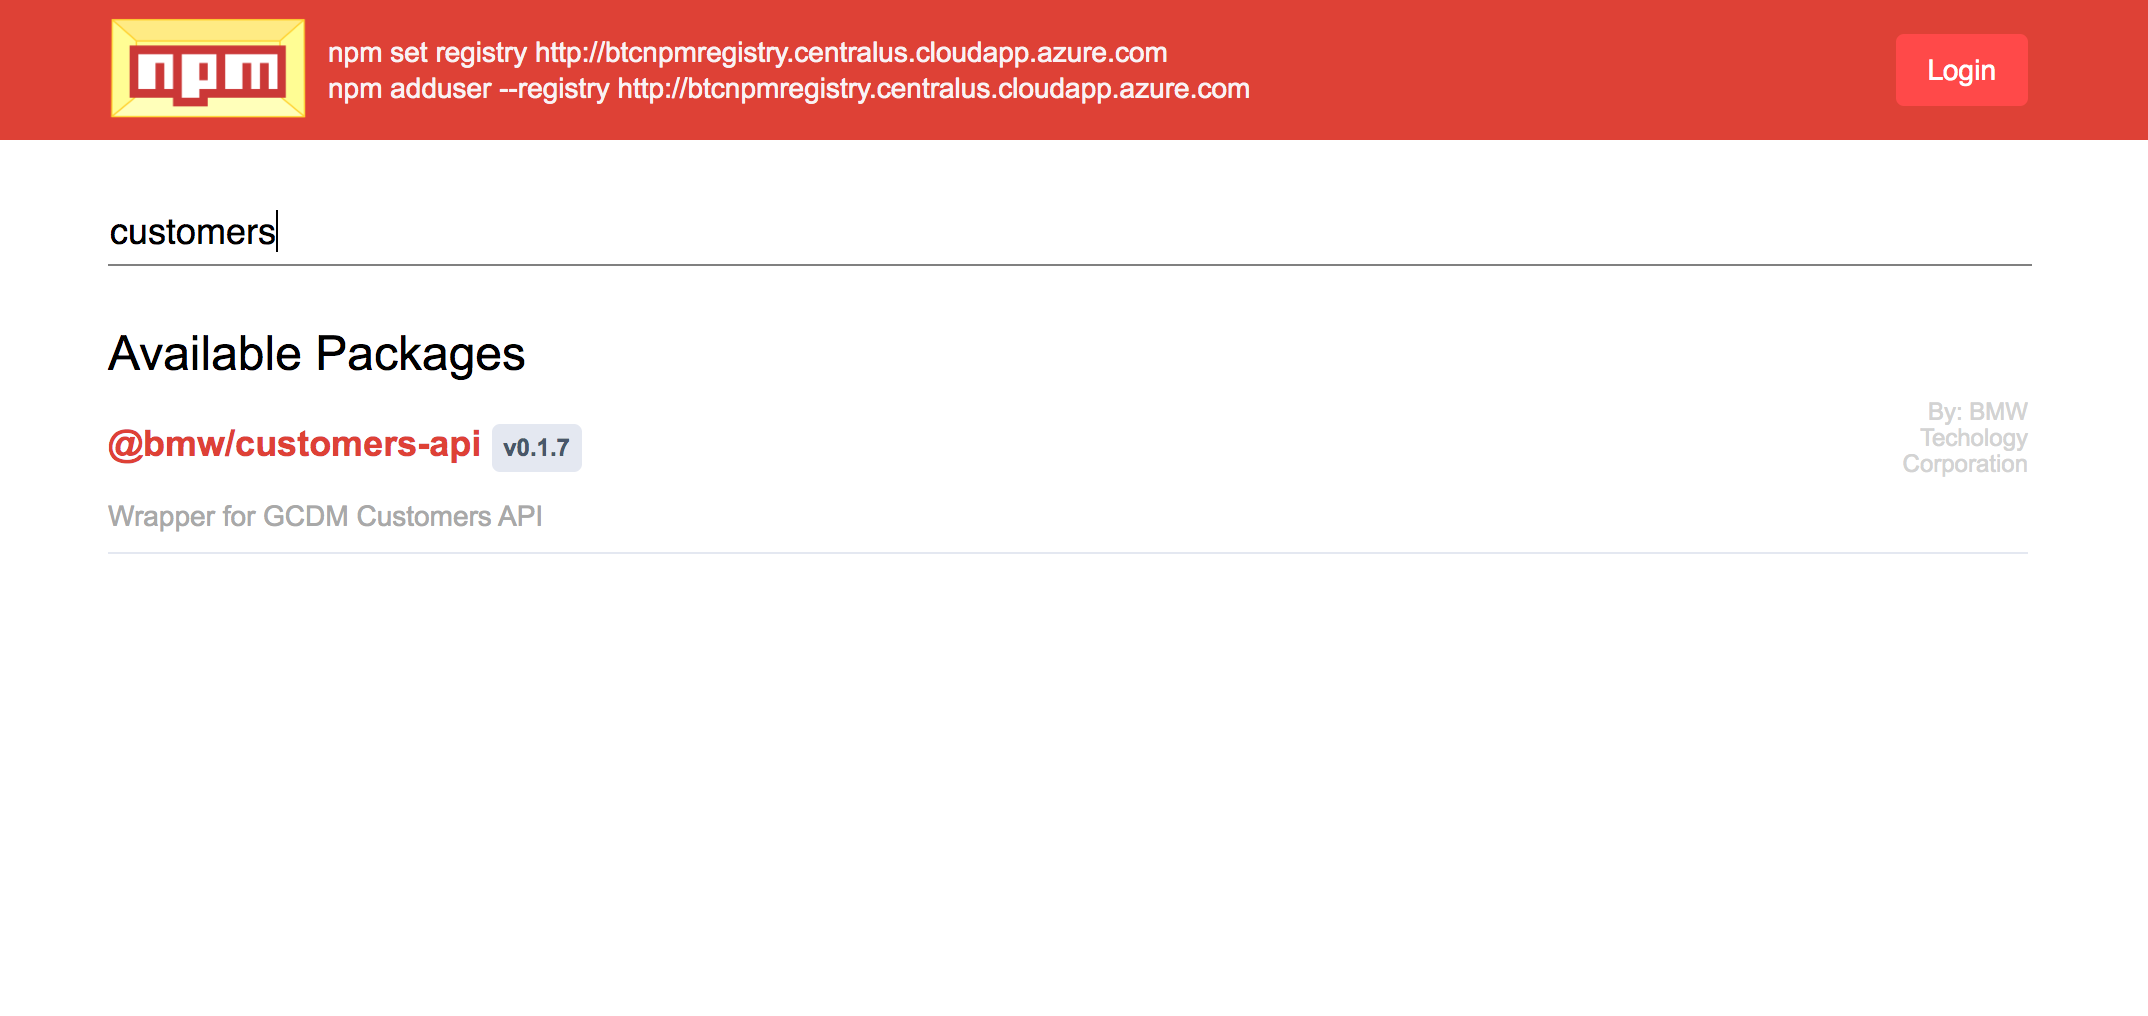 npm
npm set registry http://btcnpmregistry.centralus.cloudapp.azure.com
npm adduser --registry http://btcnpmregistry.centralus.cloudapp.azure.com
Login
customers
Available Packages
@bmw/customers-api v0.1.7
By: BMW
Techology
Corporation
Wrapper for GCDM Customers API